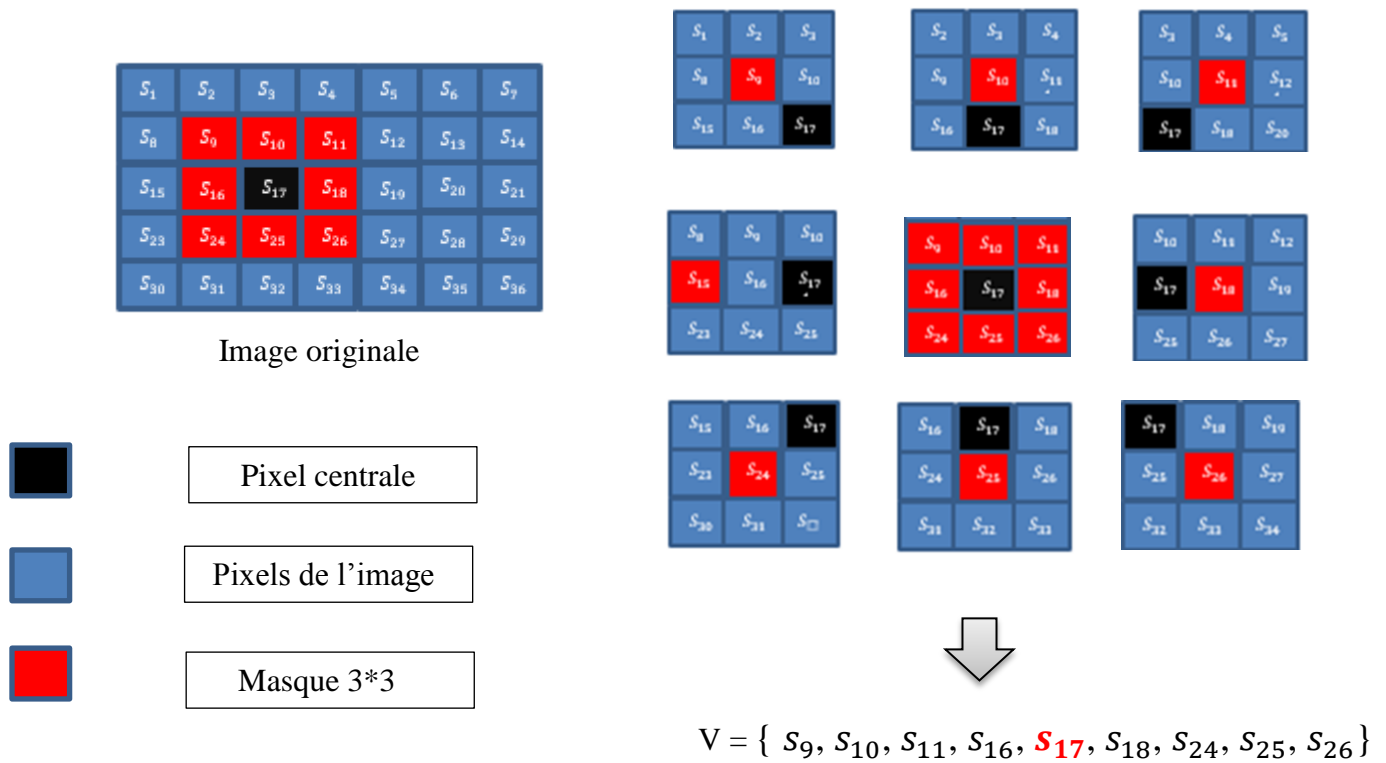 S₁ S₂ S₃ S₄ S₅ S₆ S₇
S₈ S₉ S₁₀ S₁₁ S₁₂ S₁₃ S₁₄
S₁₅ S₁₆ S₁₇ S₁₈ S₁₉ S₂₀ S₂₁
S₂₃ S₂₄ S₂₅ S₂₆ S₂₇ S₂₈ S₂₉
S₃₀ S₃₁ S₃₂ S₃₃ S₃₄ S₃₅ S₃₆
Image originale
Pixel centrale
Pixels de l’image
Masque 3*3
S₁ S₂ S₃
S₈ S₉ S₁₀
S₁₅ S₁₆ S₁₇
S₂ S₃ S₄
S₉ S₁₀ S₁₁
S₁₆ S₁₇ S₁₈
S₃ S₄ S₅
S₁₀ S₁₁ S₁₂
S₁₇ S₁₈ S₂₀
S₈ S₉ S₁₀
S₁₅ S₁₆ S₁₇
S₂₃ S₂₄ S₂₅
S₉ S₁₀ S₁₁
S₁₆ S₁₇ S₁₈
S₂₄ S₂₅ S₂₆
S₁₀ S₁₁ S₁₂
S₁₇ S₁₈ S₁₉
S₂₅ S₂₆ S₂₇
S₁₅ S₁₆ S₁₇
S₂₃ S₂₄ S₂₅
S₃₀ S₃₁ S□
S₁₆ S₁₇ S₁₈
S₂₄ S₂₅ S₂₆
S₃₁ S₃₂ S₃₃
S₁₇ S₁₈ S₁₉
S₂₅ S₂₆ S₂₇
S₃₂ S₃₃ S₃₄
V = { s₉, s₁₀, s₁₁, s₁₆, s₁₇, s₁₈, s₂₄, s₂₅, s₂₆}